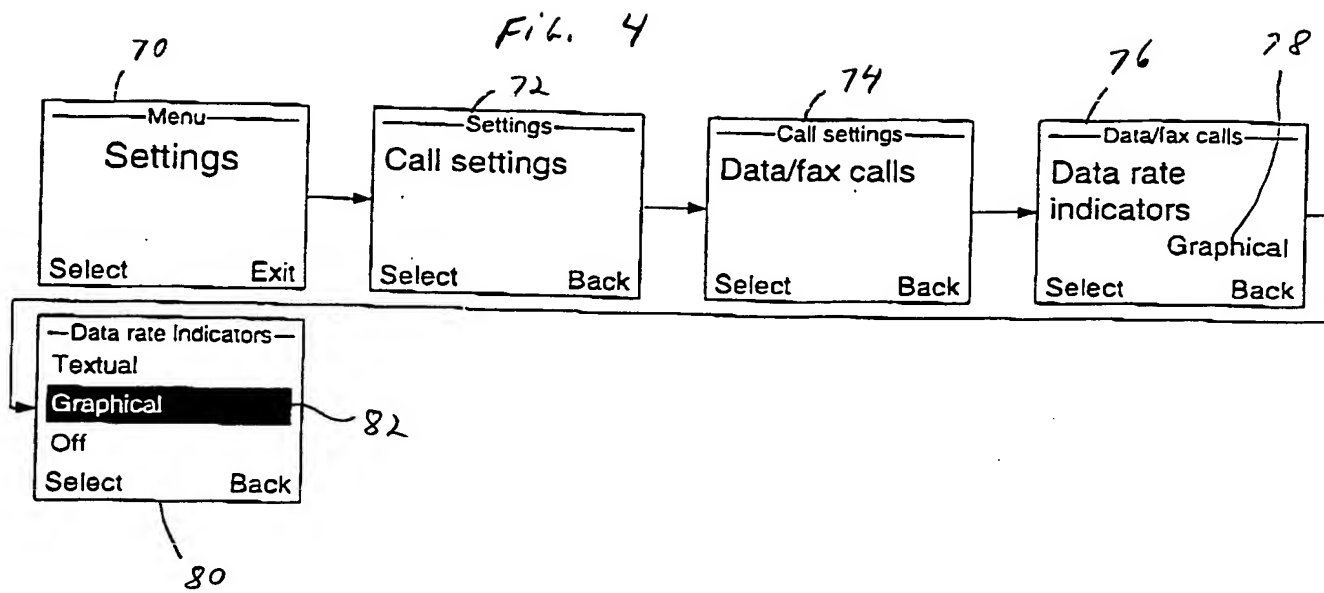 FiG. 4
70
72
74
76
78
Menu
Settings
Select Exit
Settings
Call settings
Select Back
Call settings
Data/fax calls
Select Back
Data/fax calls
Data rate
indicators
Graphical
Select Back
Data rate indicators
Textual
Graphical
Off
Select Back
82
80